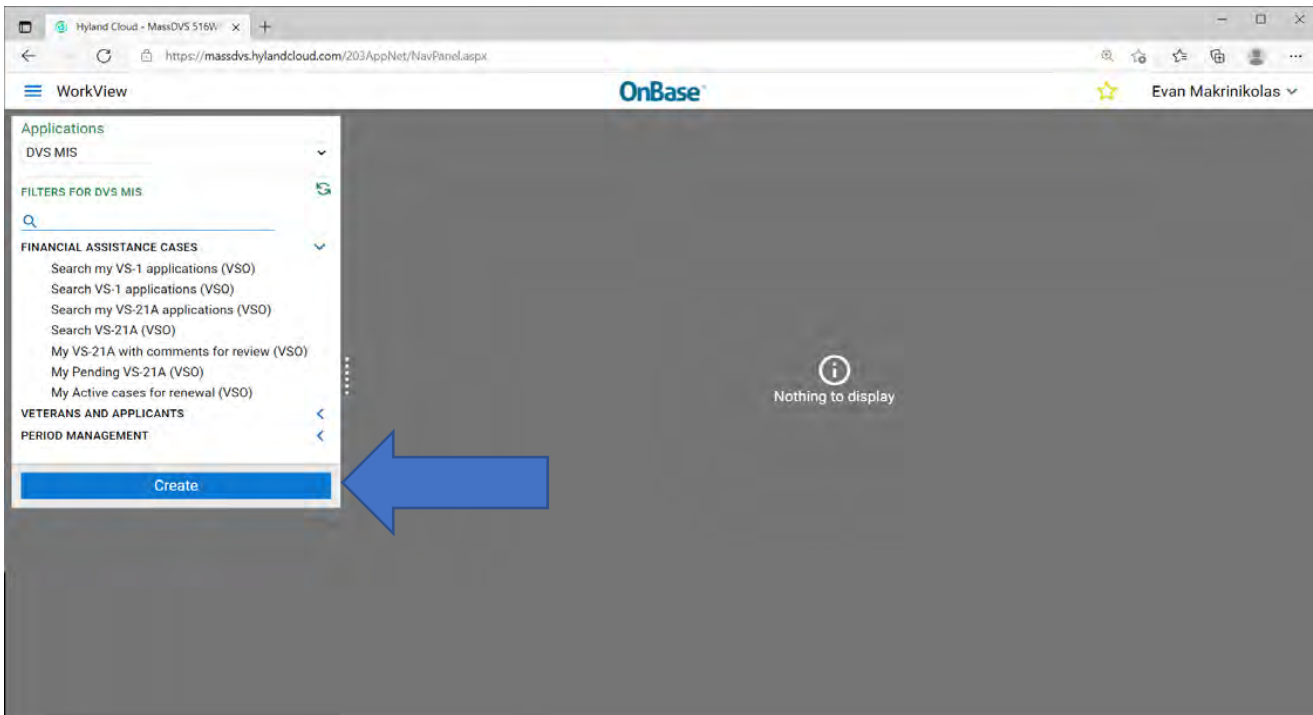 Hyland Cloud - MassDVS 516W
https://massdvs.hylandcloud.com/203AppNet/NavPanel.aspx
WorkView
OnBase
Evan Makrinikolas
Applications
DVS MIS
FILTERS FOR DVS MIS
FINANCIAL ASSISTANCE CASES
Search my VS-1 applications (VSO)
Search VS-1 applications (VSO)
Search my VS-21A applications (VSO)
Search VS-21A (VSO)
My VS-21A with comments for review (VSO)
My Pending VS-21A (VSO)
My Active cases for renewal (VSO)
VETERANS AND APPLICANTS
PERIOD MANAGEMENT
Create
Nothing to display